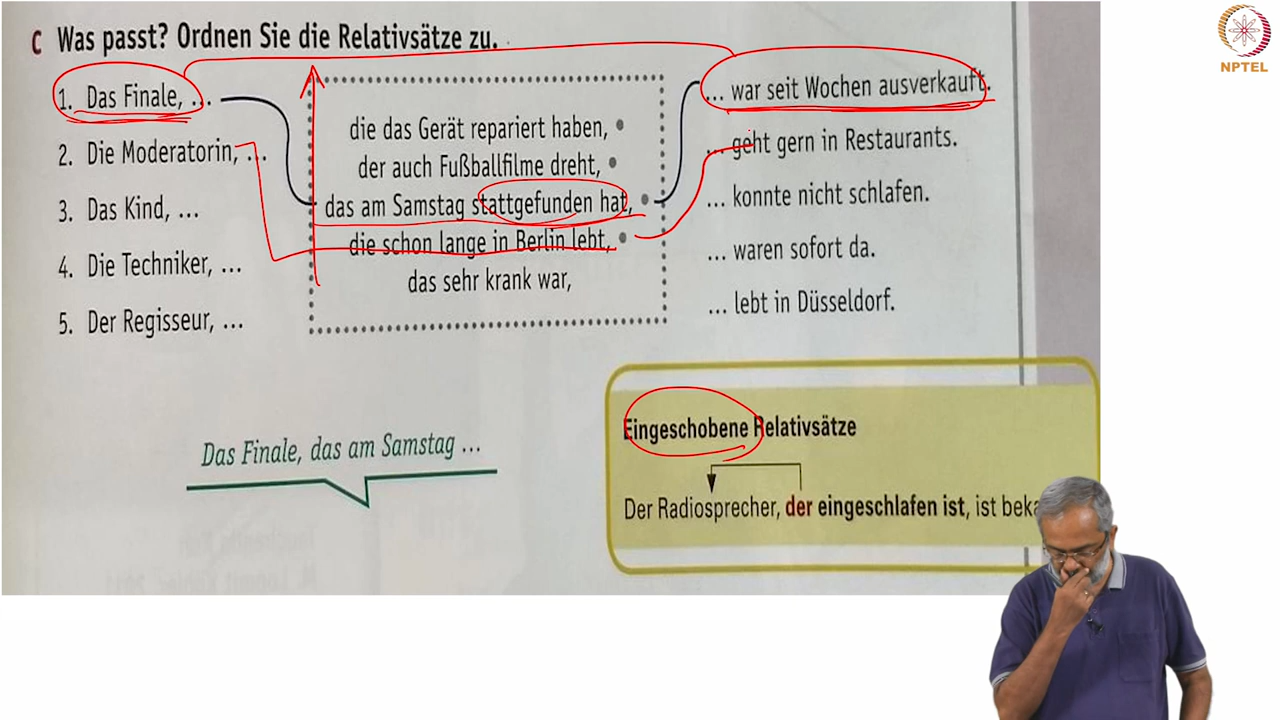 C Was passt? Ordnen Sie die Relativsätze zu.
1. Das Finale, ...
2. Die Moderatorin, ...
3. Das Kind, ...
4. Die Techniker, ...
5. Der Regisseur, ...
die das Gerät repariert haben, •
der auch Fußballfilme dreht, •
das am Samstag stattgefunden hat, •
die schon lange in Berlin lebt, •
das sehr krank war,
... war seit Wochen ausverkauft.
... geht gern in Restaurants.
... konnte nicht schlafen.
... waren sofort da.
... lebt in Düsseldorf.
Das Finale, das am Samstag ...
Eingeschobene Relativsätze
Der Radiosprecher, der eingeschlafen ist, ist beka
NPTEL